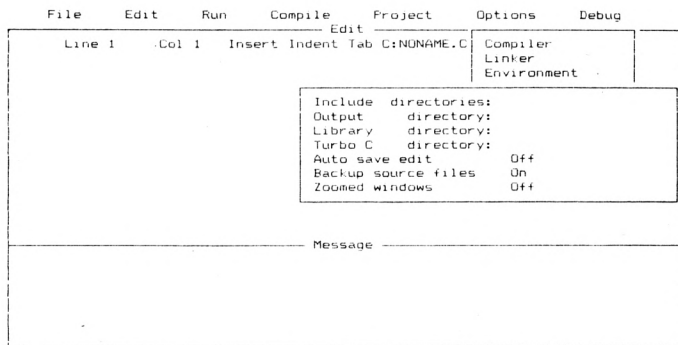 File Edit Run Compile Project Options Debug
Edit
Line 1 Col 1 Insert Indent Tab C:NONAME.C
Compiler
Linker
Environment
Include directories:
Output directory:
Library directory:
Turbo C directory:
Auto save edit Off
Backup source files On
Zoomed windows Off
Message